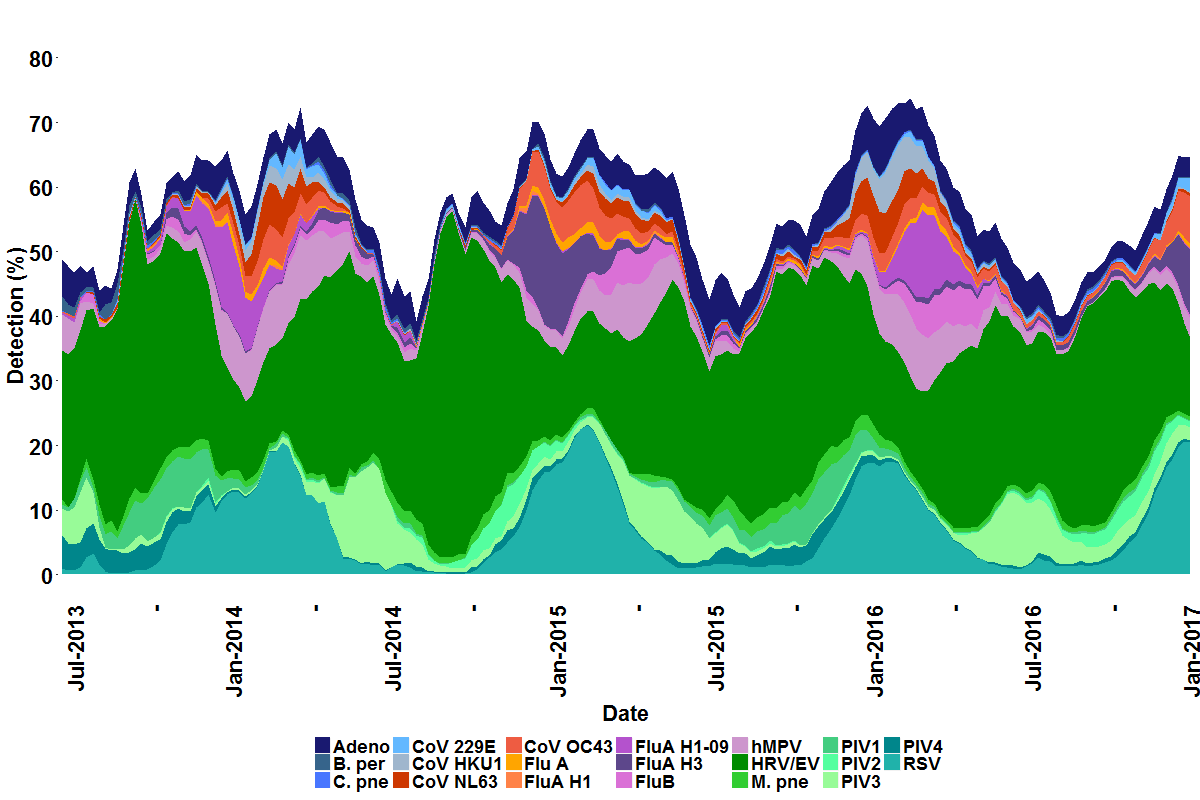 80
70
60
50
40
30
20
10
0
Detection (%)
Jul-2013
-
Jan-2014
-
Jul-2014
-
Jan-2015
-
Jul-2015
-
Jan-2016
-
Jul-2016
-
Jan-2017
Date
Adeno CoV 229E CoV OC43 FluA H1-09 hMPV PIV1 PIV4
B. per CoV HKU1 Flu A FluA H3 HRV/EV PIV2 RSV
C. pne CoV NL63 FluA H1 FluB M. pne PIV3